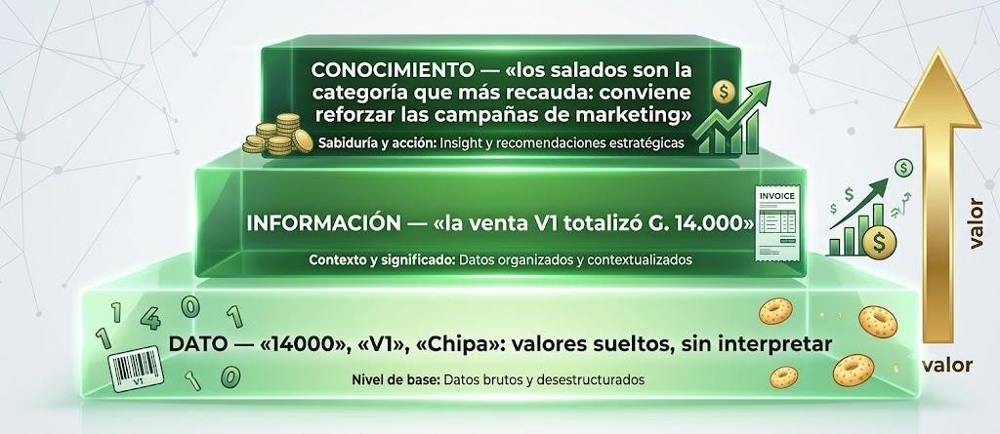 CONOCIMIENTO — «los salados son la
categoría que más recauda: conviene
reforzar las campañas de marketing»
Sabiduría y acción: Insight y recomendaciones estratégicas
INFORMACIÓN — «la venta V1 totalizó G. 14.000»
INVOICE
Contexto y significado: Datos organizados y contextualizados
1 4 0 1
1
DATO — «14000», «V1», «Chipa»: valores sueltos, sin interpretar
V1
1 0
Nivel de base: Datos brutos y desestructurados
valor
valor
$
$
$
$
$